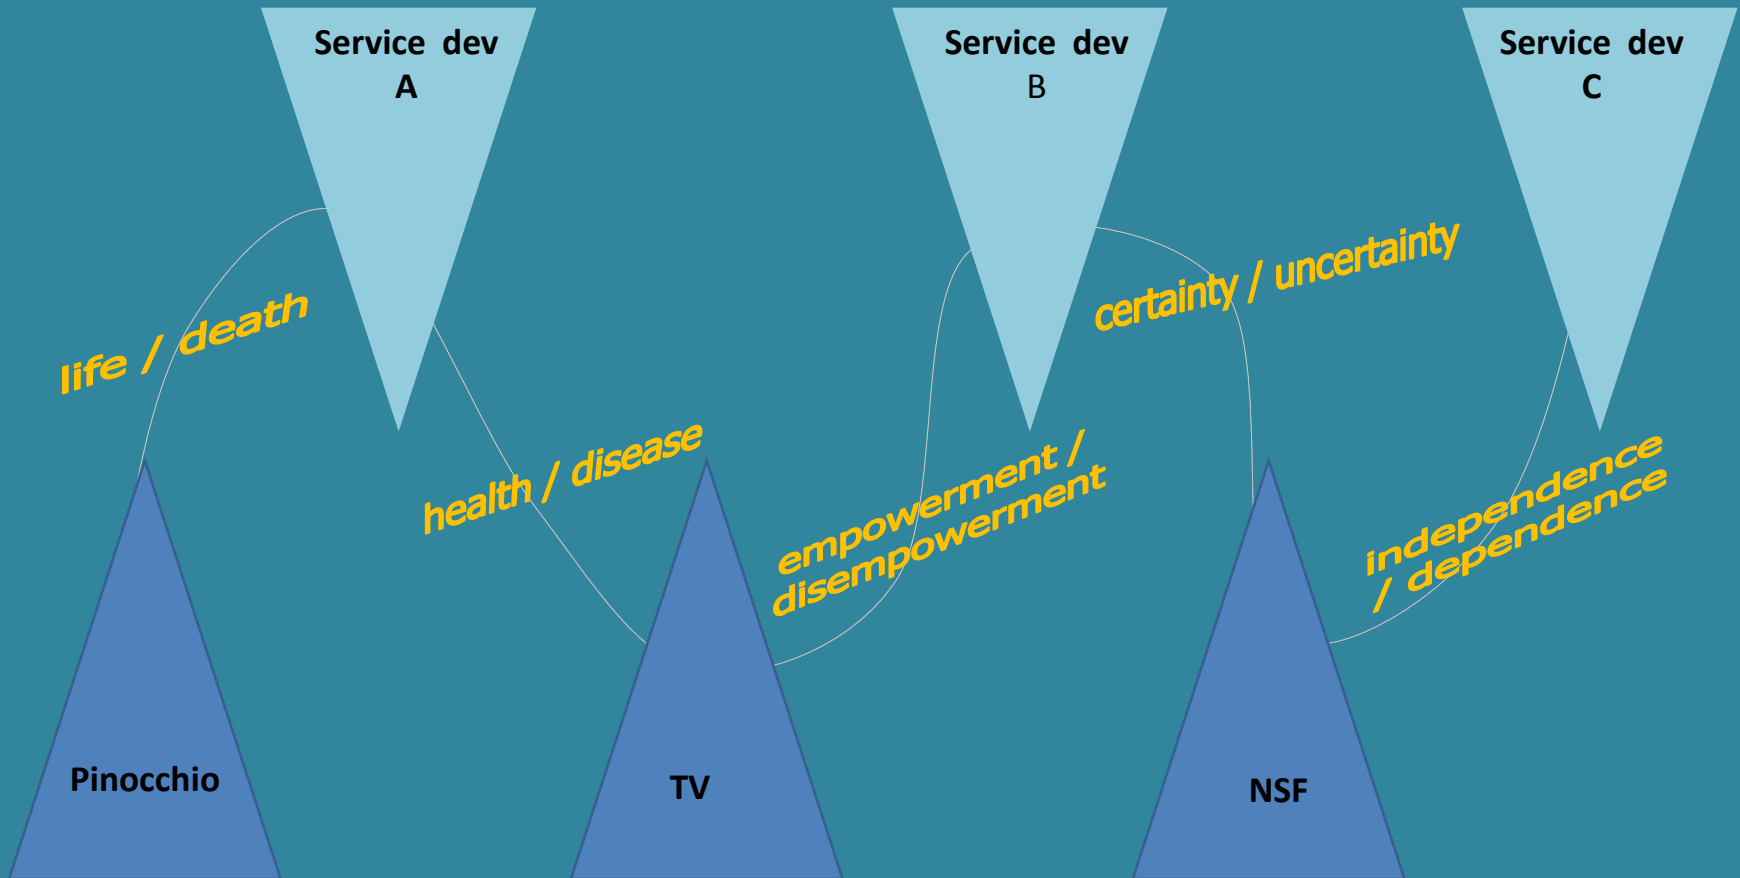 Service dev
A
Service dev
B
Service dev
C
life / death
certainty / uncertainty
health / disease
empowerment /
disempowerment
independence
/ dependence
Pinocchio
TV
NSF